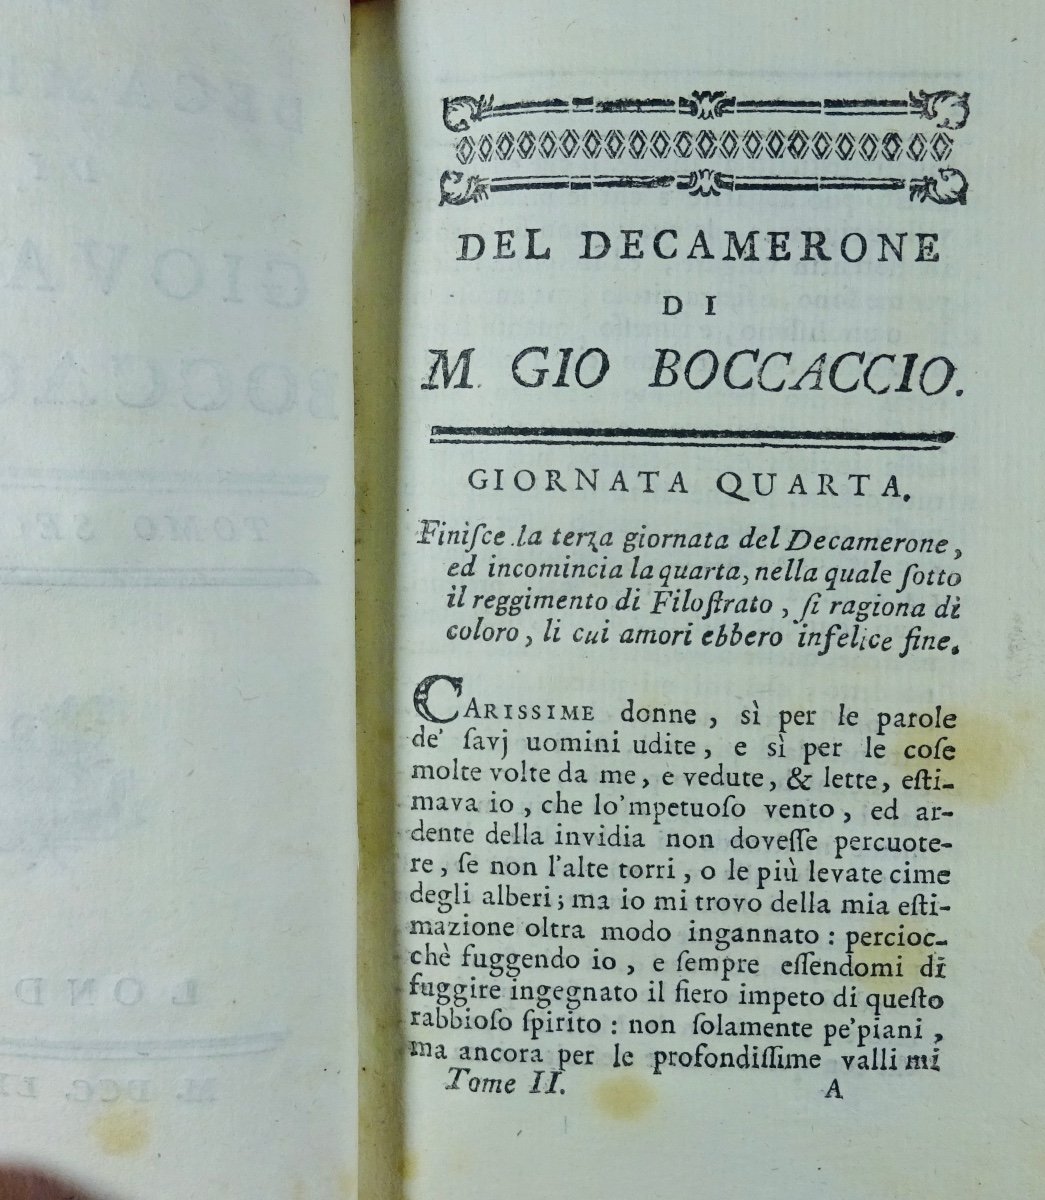 DEL DECAMERONE
DI
M. GIO BOCCACCIO.
GIORNATA QUARTA.
Finiſce la terza giornata del Decamerone,
ed incomincia la quarta, nella quale ſotto
il reggimento di Filoſtrato, ſi ragiona di
coloro, li cui amori ebbero infelice fine.
CARISSIME donne, sì per le parole
de' ſavj uomini udite, e sì per le coſe
molte volte da me, e vedute, & lette, eſti-
mava io, che lo'mpetuoſo vento, ed ar-
dente della invidia non doveſſe percuote-
re, ſe non l'alte torri, o le più levate cime
degli alberi; ma io mi trovo della mia eſti-
mazione oltra modo ingannato: percioc-
chè fuggendo io, e ſempre eſſendomi di
fuggire ingegnato il fiero impeto di queſto
rabbioſo ſpirito: non ſolamente pe'piani,
ma ancora per le profondiſſime valli mi
Tome II. A